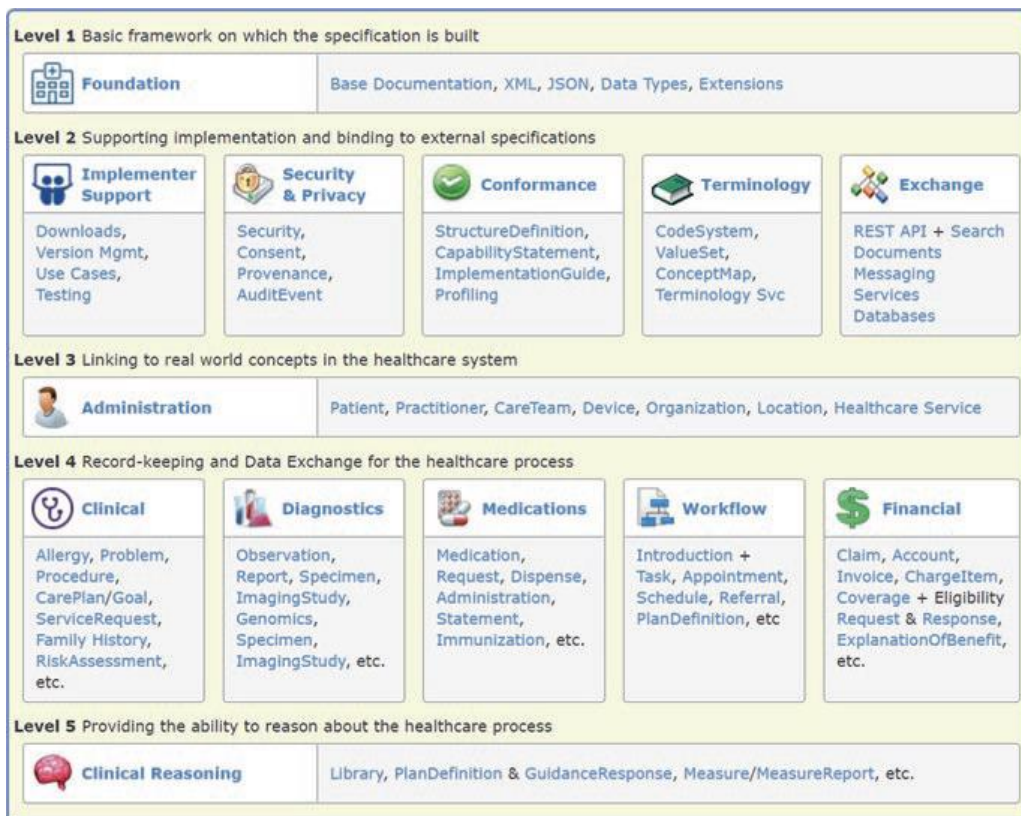 Level 1 Basic framework on which the specification is built
Foundation
Base Documentation, XML, JSON, Data Types, Extensions
Level 2 Supporting implementation and binding to external specifications
Implementer
Support
Downloads,
Version Mgmt,
Use Cases,
Testing
Security
& Privacy
Security,
Consent,
Provenance,
AuditEvent
Conformance
StructureDefinition,
CapabilityStatement,
ImplementationGuide,
Profiling
Terminology
CodeSystem,
ValueSet,
ConceptMap,
Terminology Svc
Exchange
REST API + Search
Documents
Messaging
Services
Databases
Level 3 Linking to real world concepts in the healthcare system
Administration
Patient, Practitioner, CareTeam, Device, Organization, Location, Healthcare Service
Level 4 Record-keeping and Data Exchange for the healthcare process
Clinical
Allergy, Problem,
Procedure,
CarePlan/Goal,
ServiceRequest,
Family History,
RiskAssessment,
etc.
Diagnostics
Observation,
Report, Specimen,
ImagingStudy,
Genomics,
Specimen,
ImagingStudy, etc.
Medications
Medication,
Request, Dispense,
Administration,
Statement,
Immunization, etc.
Workflow
Introduction +
Task, Appointment,
Schedule, Referral,
PlanDefinition, etc
Financial
Claim, Account,
Invoice, ChargeItem,
Coverage + Eligibility
Request & Response,
ExplanationOfBenefit,
etc.
Level 5 Providing the ability to reason about the healthcare process
Clinical Reasoning
Library, PlanDefinition & GuidanceResponse, Measure/MeasureReport, etc.